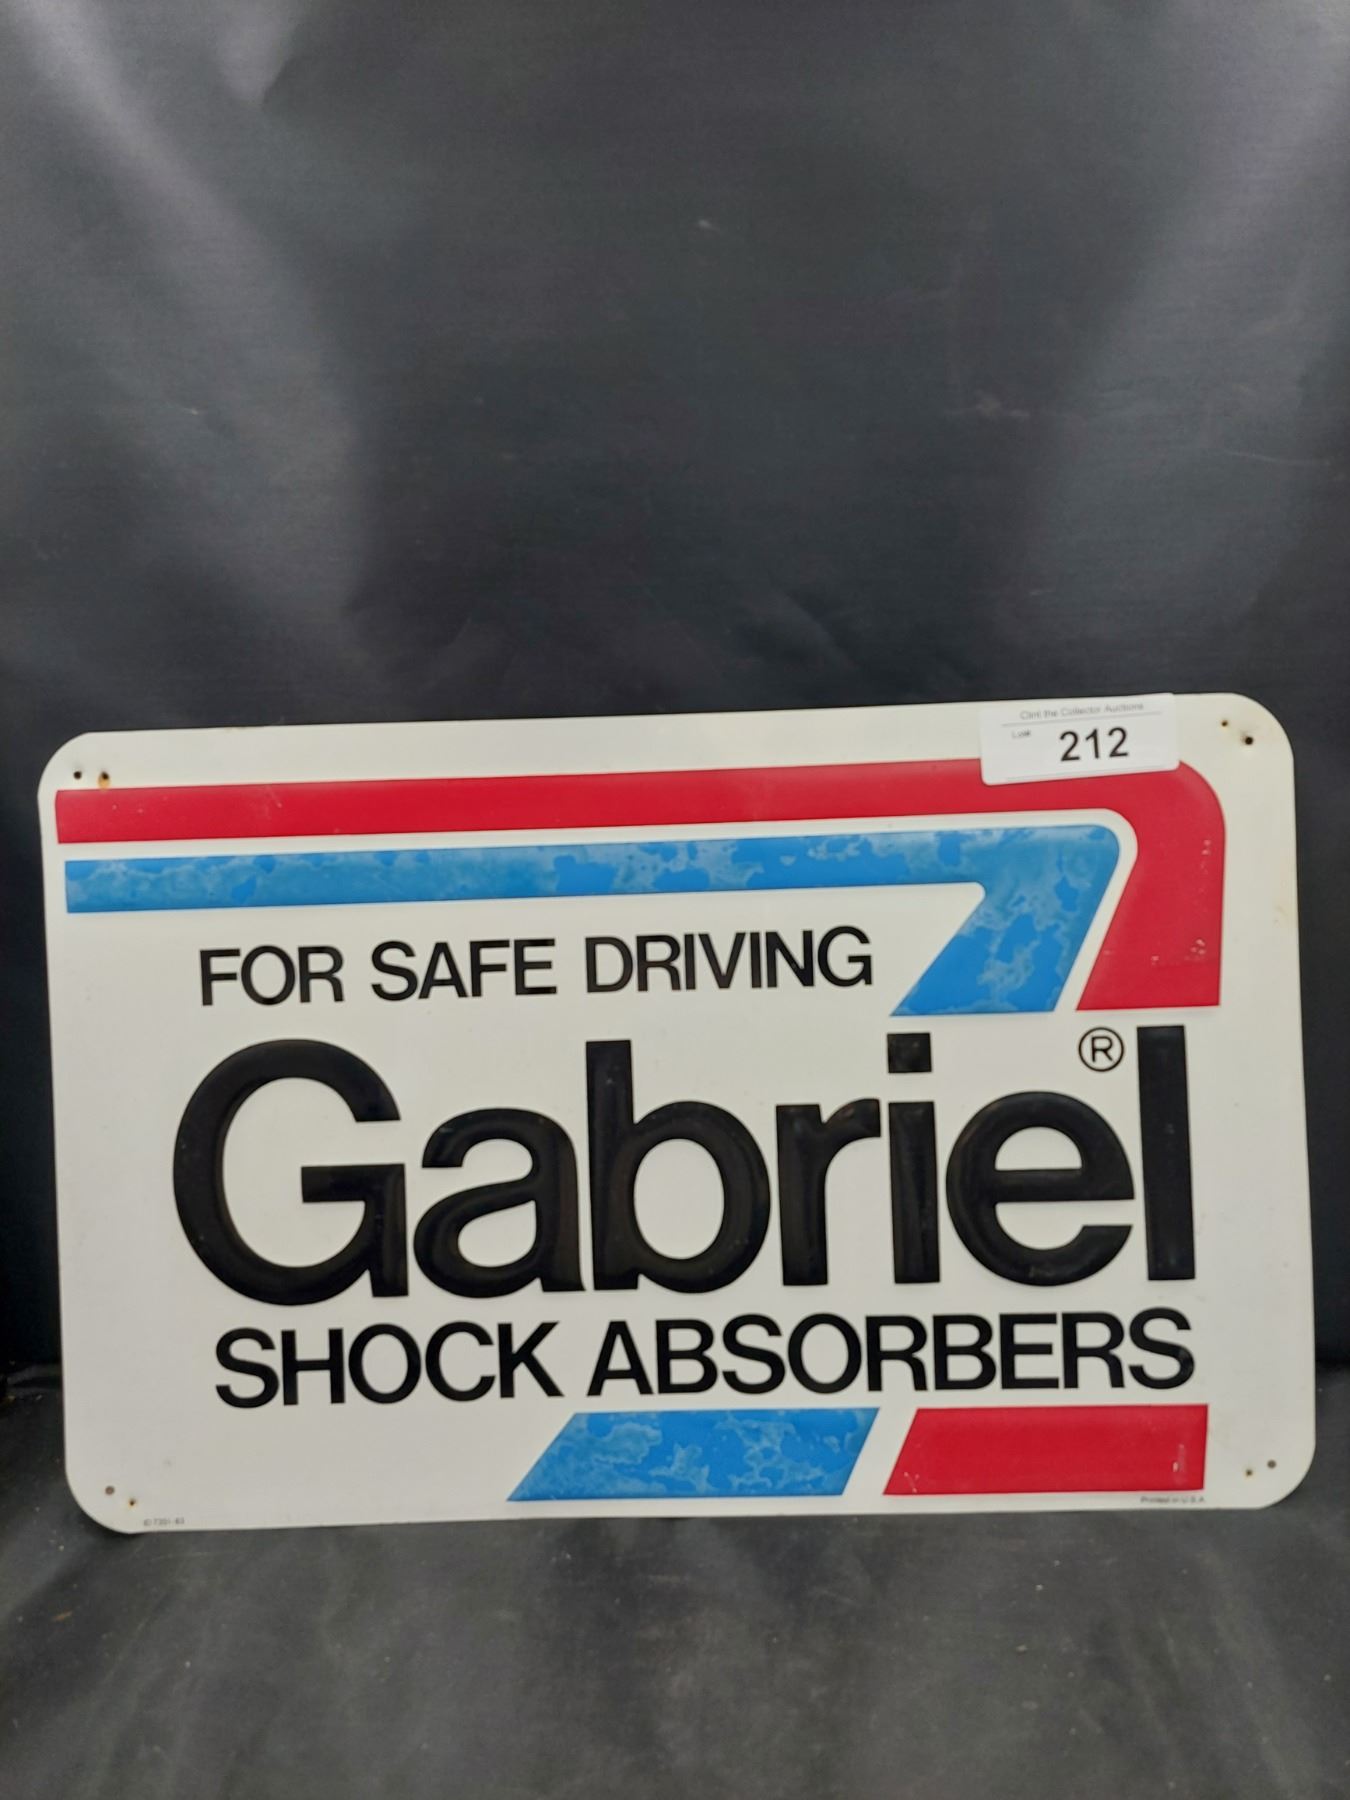 Clint the Collector Auctions
Lot#
212
FOR SAFE DRIVING
Gabriel®
SHOCK ABSORBERS
Printed in U.S.A.